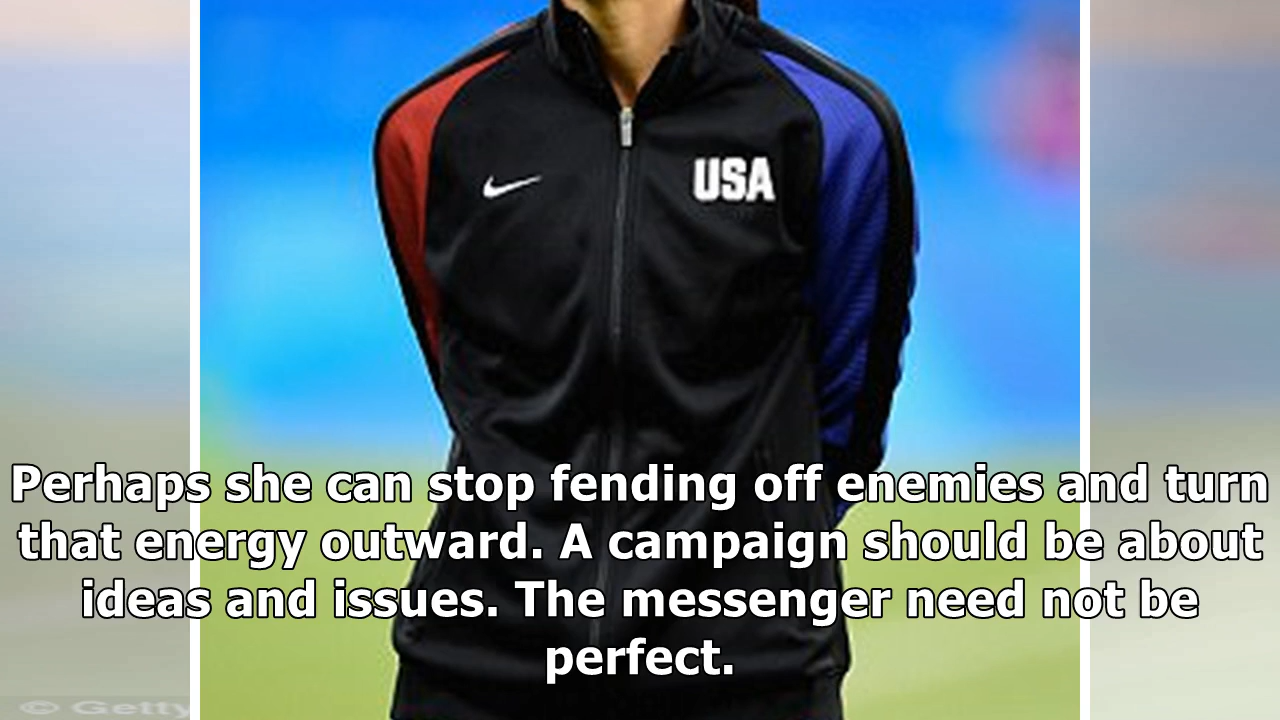 USA
Perhaps she can stop fending off enemies and turn
that energy outward. A campaign should be about
ideas and issues. The messenger need not be
perfect.
© Getty